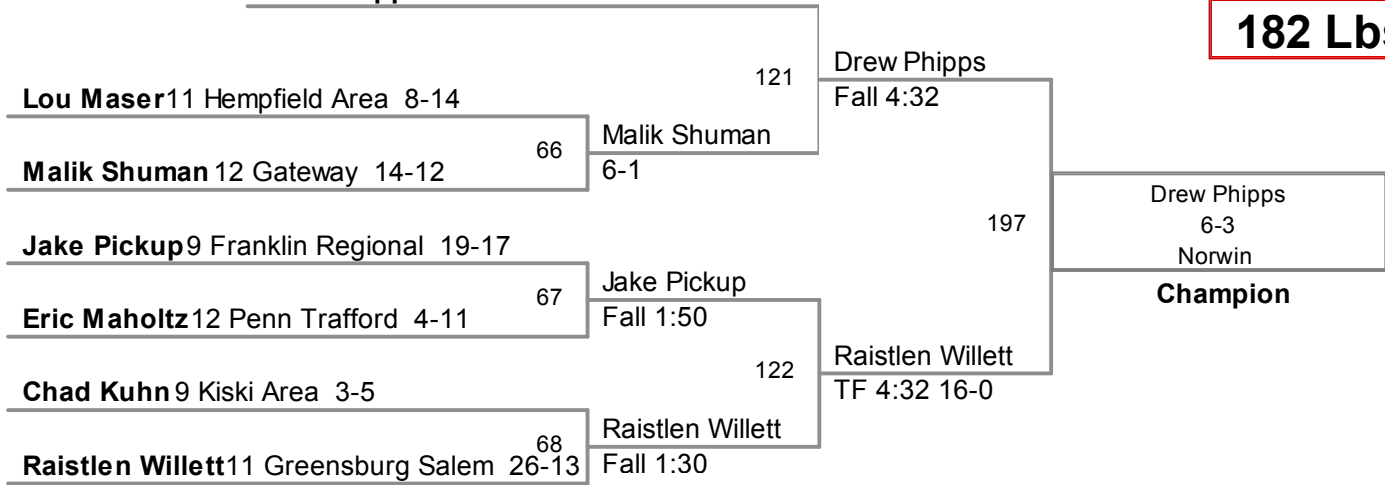 182 Lbs
Drew Phipps
121
Fall 4:32
Lou Maser 11 Hempfield Area 8-14
Malik Shuman
66
6-1
Malik Shuman 12 Gateway 14-12
Drew Phipps
6-3
Norwin
197
Jake Pickup 9 Franklin Regional 19-17
Jake Pickup
67
Fall 1:50
Champion
Eric Maholtz 12 Penn Trafford 4-11
Raistlen Willett
122
TF 4:32 16-0
Chad Kuhn 9 Kiski Area 3-5
Raistlen Willett
68
Fall 1:30
Raistlen Willett 11 Greensburg Salem 26-13